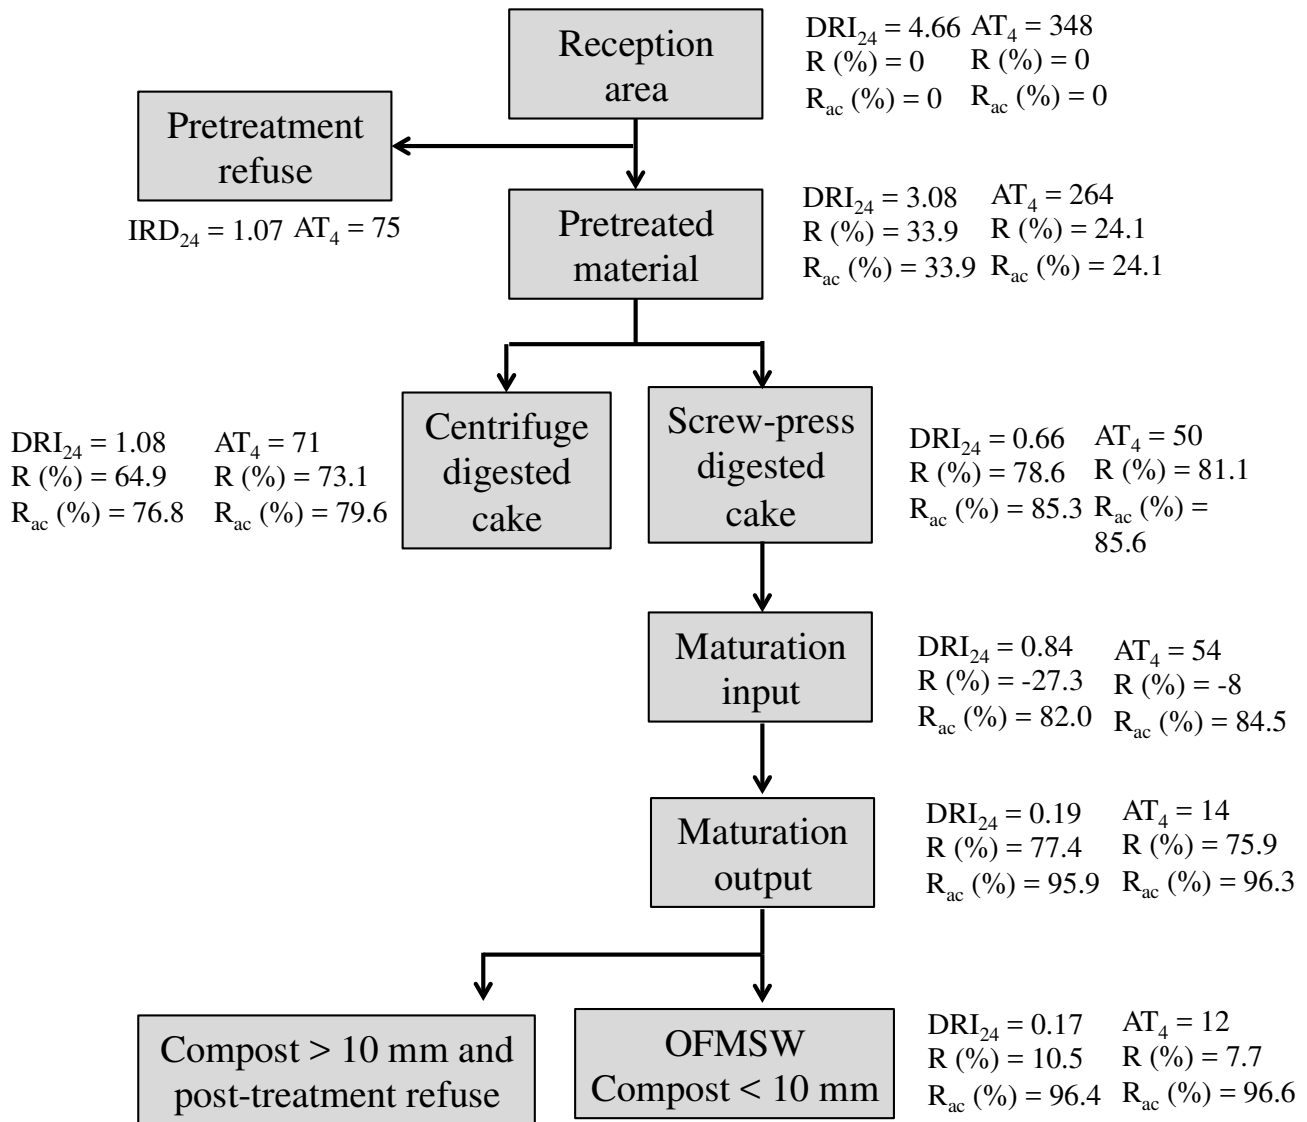 Reception
area
DRI₂₄ = 4.66 AT₄ = 348
R (%) = 0 R (%) = 0
Rₐc (%) = 0 Rₐc (%) = 0
Pretreatment
refuse
IRD₂₄ = 1.07 AT₄ = 75
Pretreated
material
DRI₂₄ = 3.08 AT₄ = 264
R (%) = 33.9 R (%) = 24.1
Rₐc (%) = 33.9 Rₐc (%) = 24.1
DRI₂₄ = 1.08 AT₄ = 71
R (%) = 64.9 R (%) = 73.1
Rₐc (%) = 76.8 Rₐc (%) = 79.6
Centrifuge
digested
cake
Screw-press
digested
cake
DRI₂₄ = 0.66 AT₄ = 50
R (%) = 78.6 R (%) = 81.1
Rₐc (%) = 85.3 Rₐc (%) =
85.6
Maturation
input
DRI₂₄ = 0.84 AT₄ = 54
R (%) = -27.3 R (%) = -8
Rₐc (%) = 82.0 Rₐc (%) = 84.5
Maturation
output
DRI₂₄ = 0.19 AT₄ = 14
R (%) = 77.4 R (%) = 75.9
Rₐc (%) = 95.9 Rₐc (%) = 96.3
Compost > 10 mm and
post-treatment refuse
OFMSW
Compost < 10 mm
DRI₂₄ = 0.17 AT₄ = 12
R (%) = 10.5 R (%) = 7.7
Rₐc (%) = 96.4 Rₐc (%) = 96.6